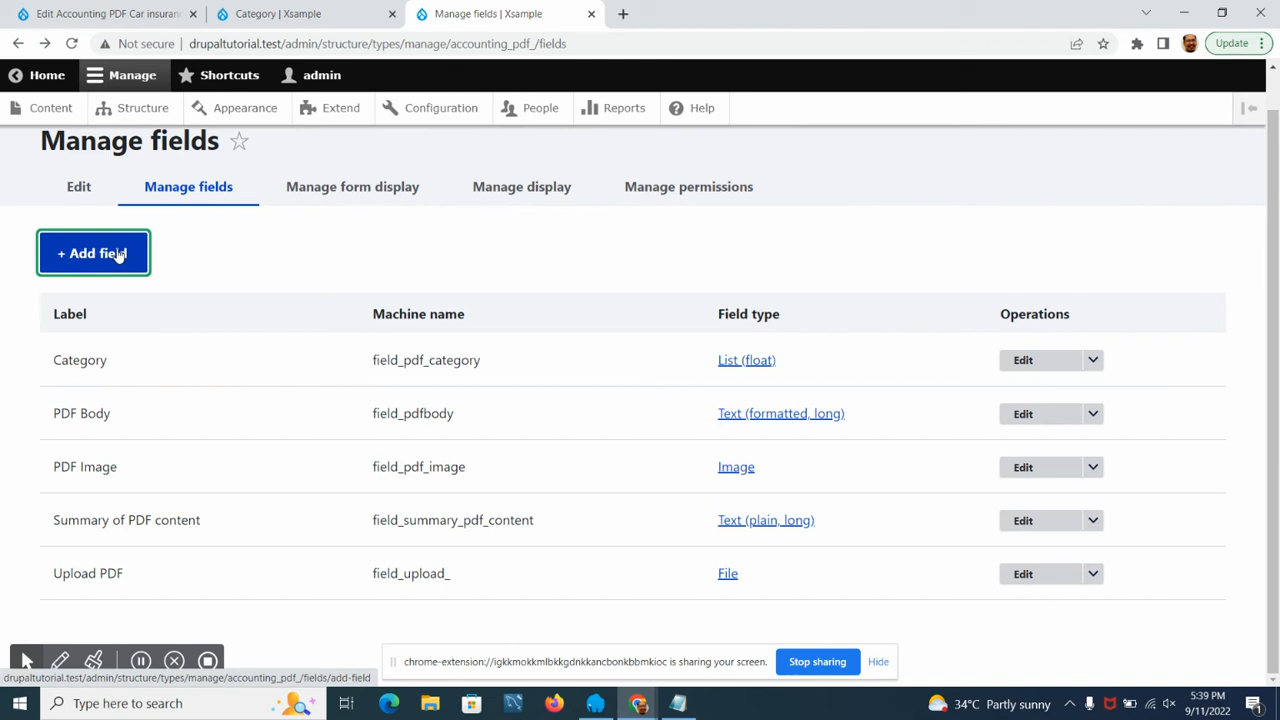 Edit Accounting PDF Car insuran
Category | Xsample
Manage fields | Xsample
Not secure
drupaltutorial.test/admin/structure/types/manage/accounting_pdf_/fields
Update
Home
Manage
Shortcuts
admin
Content
Structure
Appearance
Extend
Configuration
People
Reports
Help
Manage fields
Edit
Manage fields
Manage form display
Manage display
Manage permissions
+ Add field
Label
Machine name
Field type
Operations
Category
field_pdf_category
List (float)
Edit
PDF Body
field_pdfbody
Text (formatted, long)
Edit
PDF Image
field_pdf_image
Image
Edit
Summary of PDF content
field_summary_pdf_content
Text (plain, long)
Edit
Upload PDF
field_upload_
File
Edit
chrome-extension://igkkmokkmlbkkgdnkkancbonkbbmkioc is sharing your screen.
Stop sharing
Hide
drupaltutorial.test/admin/structure/types/manage/accounting_pdf_/fields/add-field
Type here to search
34°C Partly sunny
5:39 PM
9/11/2022
1